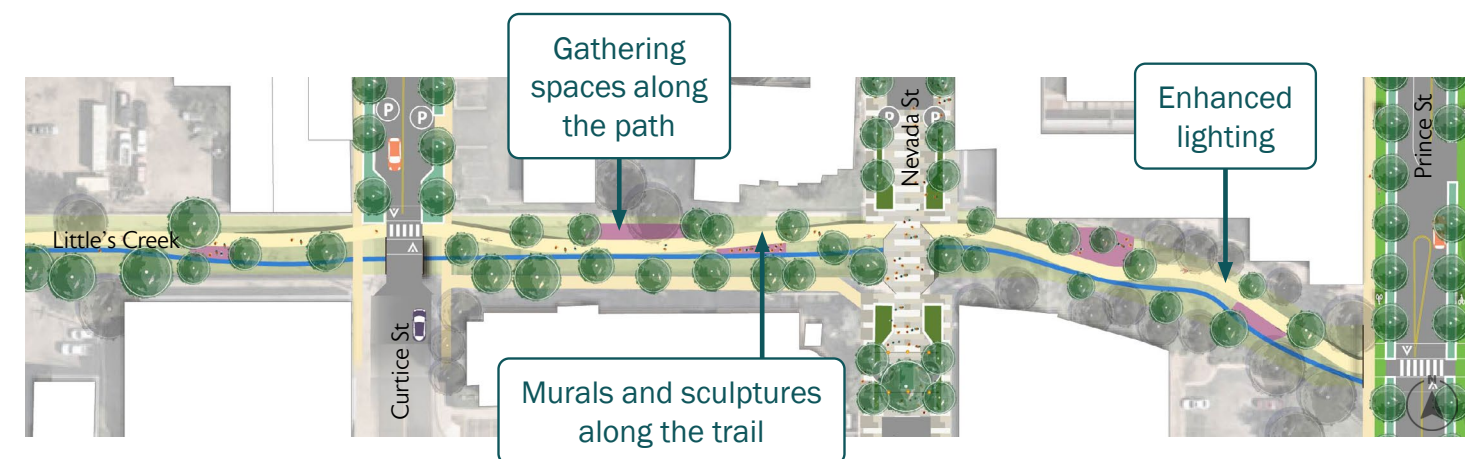 Gathering
spaces along
the path
Enhanced
lighting
Murals and sculptures
along the trail
Little's Creek
Curtice St
Nevada St
Prince St
P
P
P
P
N